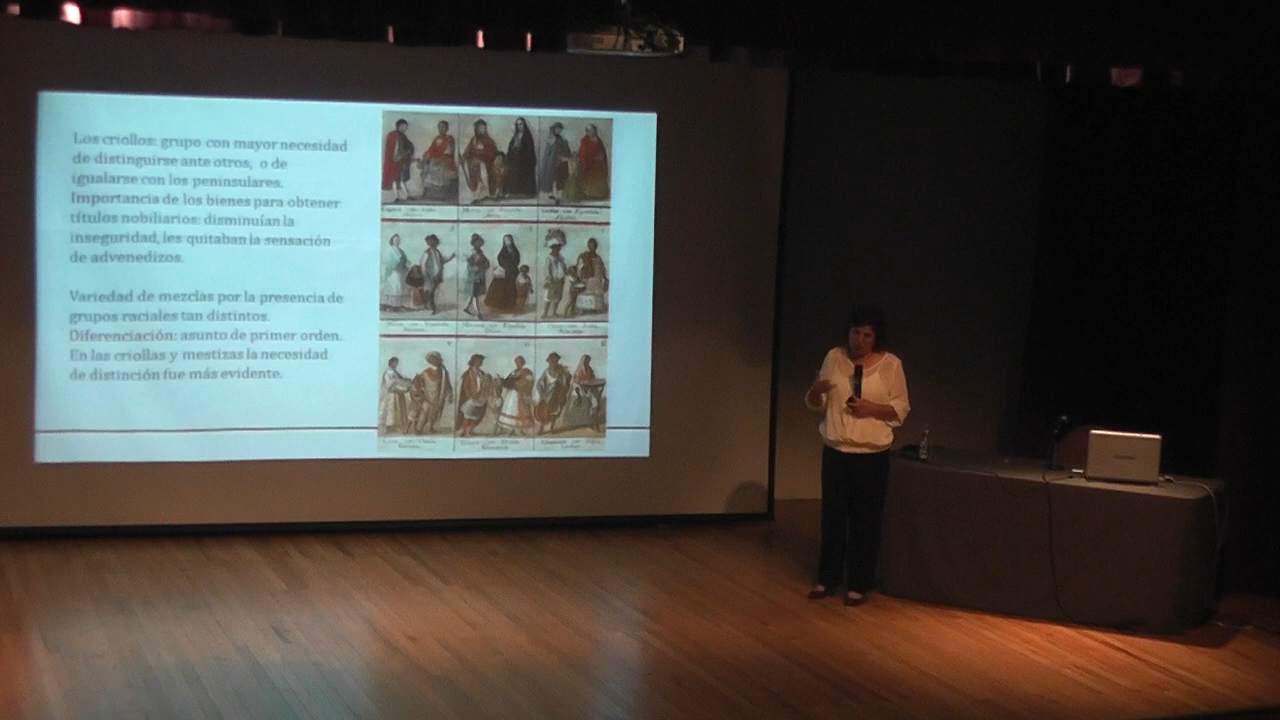 Los criollos: grupo con mayor necesidad
de distinguirse ante otros, o de
igualarse con los peninsulares.
Importancia de los bienes para obtener
títulos nobiliarios: disminuían la
inseguridad, les quitaban la sensación
de advenedizos.
Variedad de mezclas por la presencia de
grupos raciales tan distintos.
Diferenciación: asunto de primer orden.
En las criollas y mestizas la necesidad
de distinción fue más evidente.